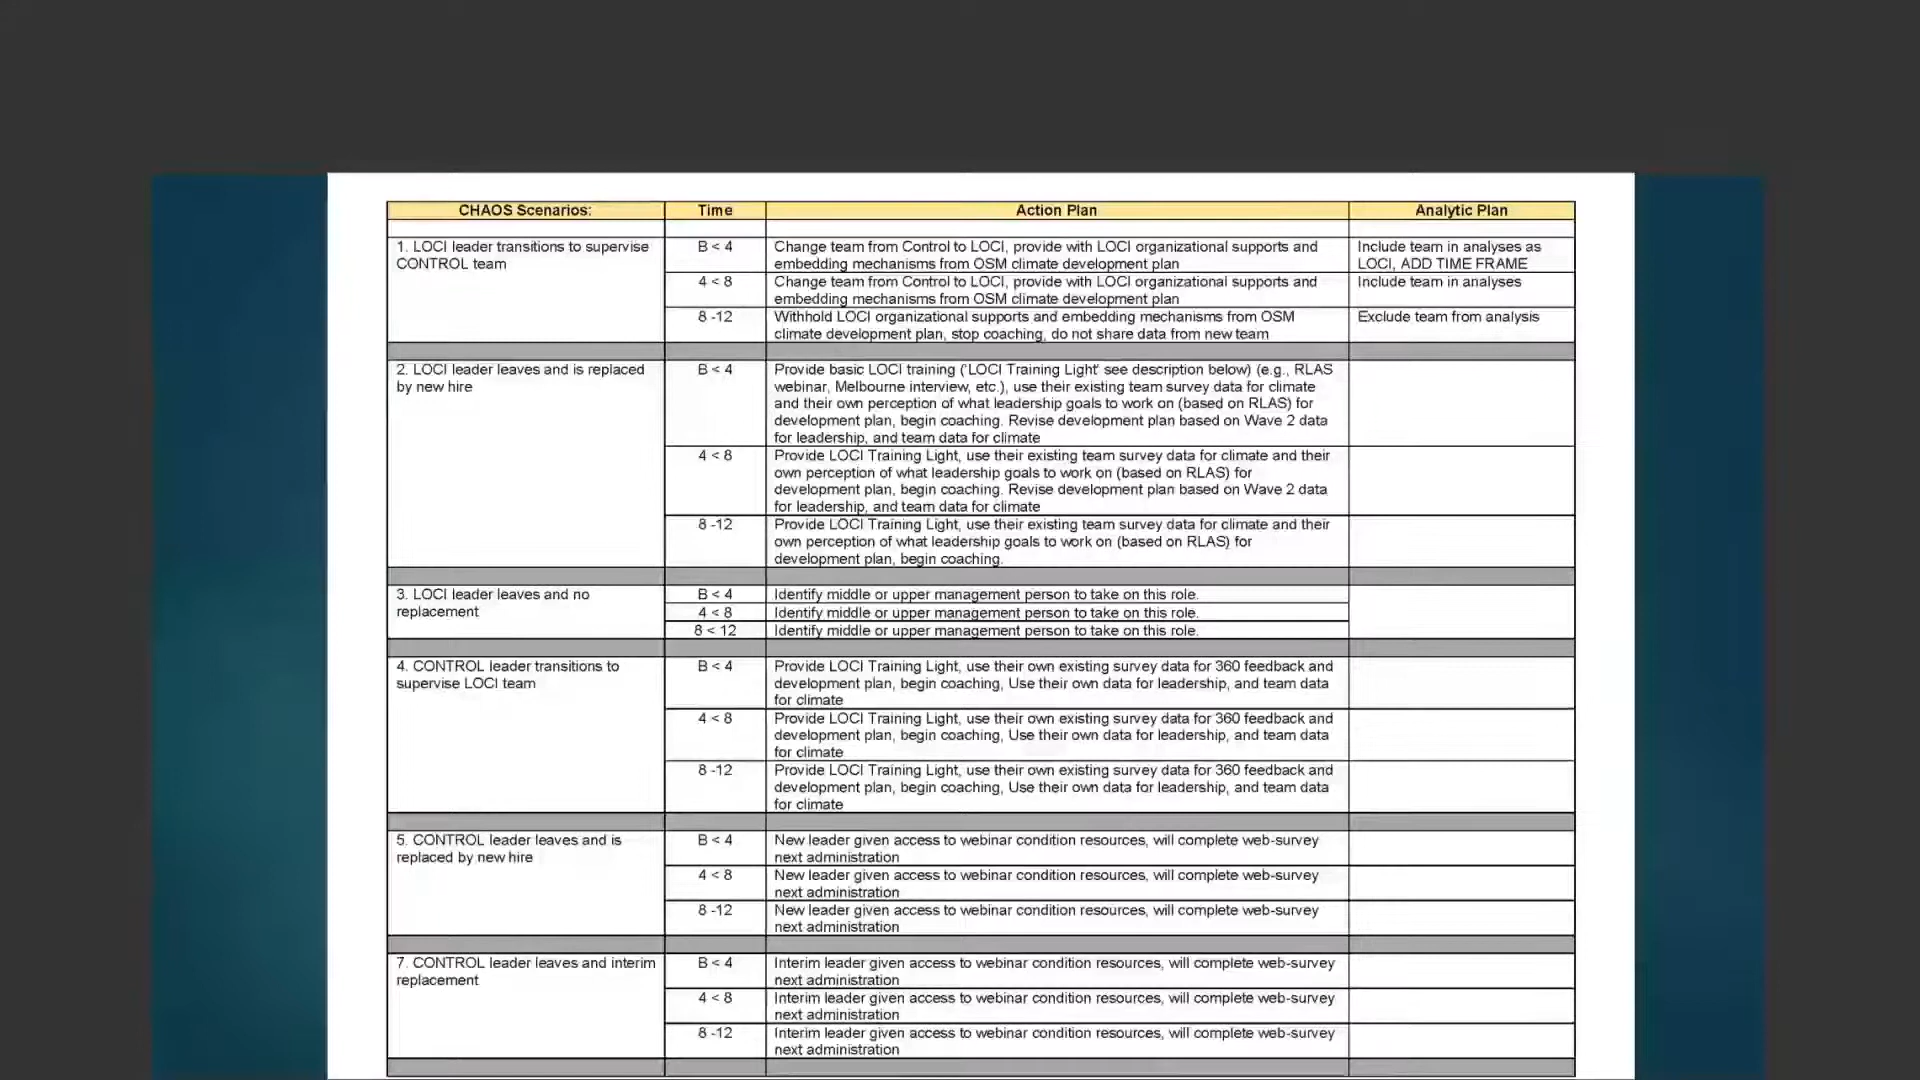 CHAOS Scenarios: Time Action Plan Analytic Plan
1. LOCI leader transitions to supervise B < 4 Change team from Control to LOCI, provide with LOCI organizational supports and Include team in analyses as
CONTROL team embedding mechanisms from OSM climate development plan LOCI, ADD TIME FRAME
4 < 8 Change team from Control to LOCI, provide with LOCI organizational supports and Include team in analyses
embedding mechanisms from OSM climate development plan
8 -12 Withhold LOCI organizational supports and embedding mechanisms from OSM Exclude team from analysis
climate development plan, stop coaching, do not share data from new team
2. LOCI leader leaves and is replaced B < 4 Provide basic LOCI training ('LOCI Training Light' see description below) (e.g., RLAS
by new hire webinar, Melbourne interview, etc.), use their existing team survey data for climate
and their own perception of what leadership goals to work on (based on RLAS) for
development plan, begin coaching. Revise development plan based on Wave 2 data
for leadership, and team data for climate
4 < 8 Provide LOCI Training Light, use their existing team survey data for climate and their
own perception of what leadership goals to work on (based on RLAS) for
development plan, begin coaching. Revise development plan based on Wave 2 data
for leadership, and team data for climate
8 -12 Provide LOCI Training Light, use their existing team survey data for climate and their
own perception of what leadership goals to work on (based on RLAS) for
development plan, begin coaching.
3. LOCI leader leaves and no B < 4 Identify middle or upper management person to take on this role.
replacement 4 < 8 Identify middle or upper management person to take on this role.
8 < 12 Identify middle or upper management person to take on this role.
4. CONTROL leader transitions to B < 4 Provide LOCI Training Light, use their own existing survey data for 360 feedback and
supervise LOCI team development plan, begin coaching, Use their own data for leadership, and team data
for climate
4 < 8 Provide LOCI Training Light, use their own existing survey data for 360 feedback and
development plan, begin coaching, Use their own data for leadership, and team data
for climate
8 -12 Provide LOCI Training Light, use their own existing survey data for 360 feedback and
development plan, begin coaching, Use their own data for leadership, and team data
for climate
5. CONTROL leader leaves and is B < 4 New leader given access to webinar condition resources, will complete web-survey
replaced by new hire next administration
4 < 8 New leader given access to webinar condition resources, will complete web-survey
next administration
8 -12 New leader given access to webinar condition resources, will complete web-survey
next administration
7. CONTROL leader leaves and interim B < 4 Interim leader given access to webinar condition resources, will complete web-survey
replacement next administration
4 < 8 Interim leader given access to webinar condition resources, will complete web-survey
next administration
8 -12 Interim leader given access to webinar condition resources, will complete web-survey
next administration